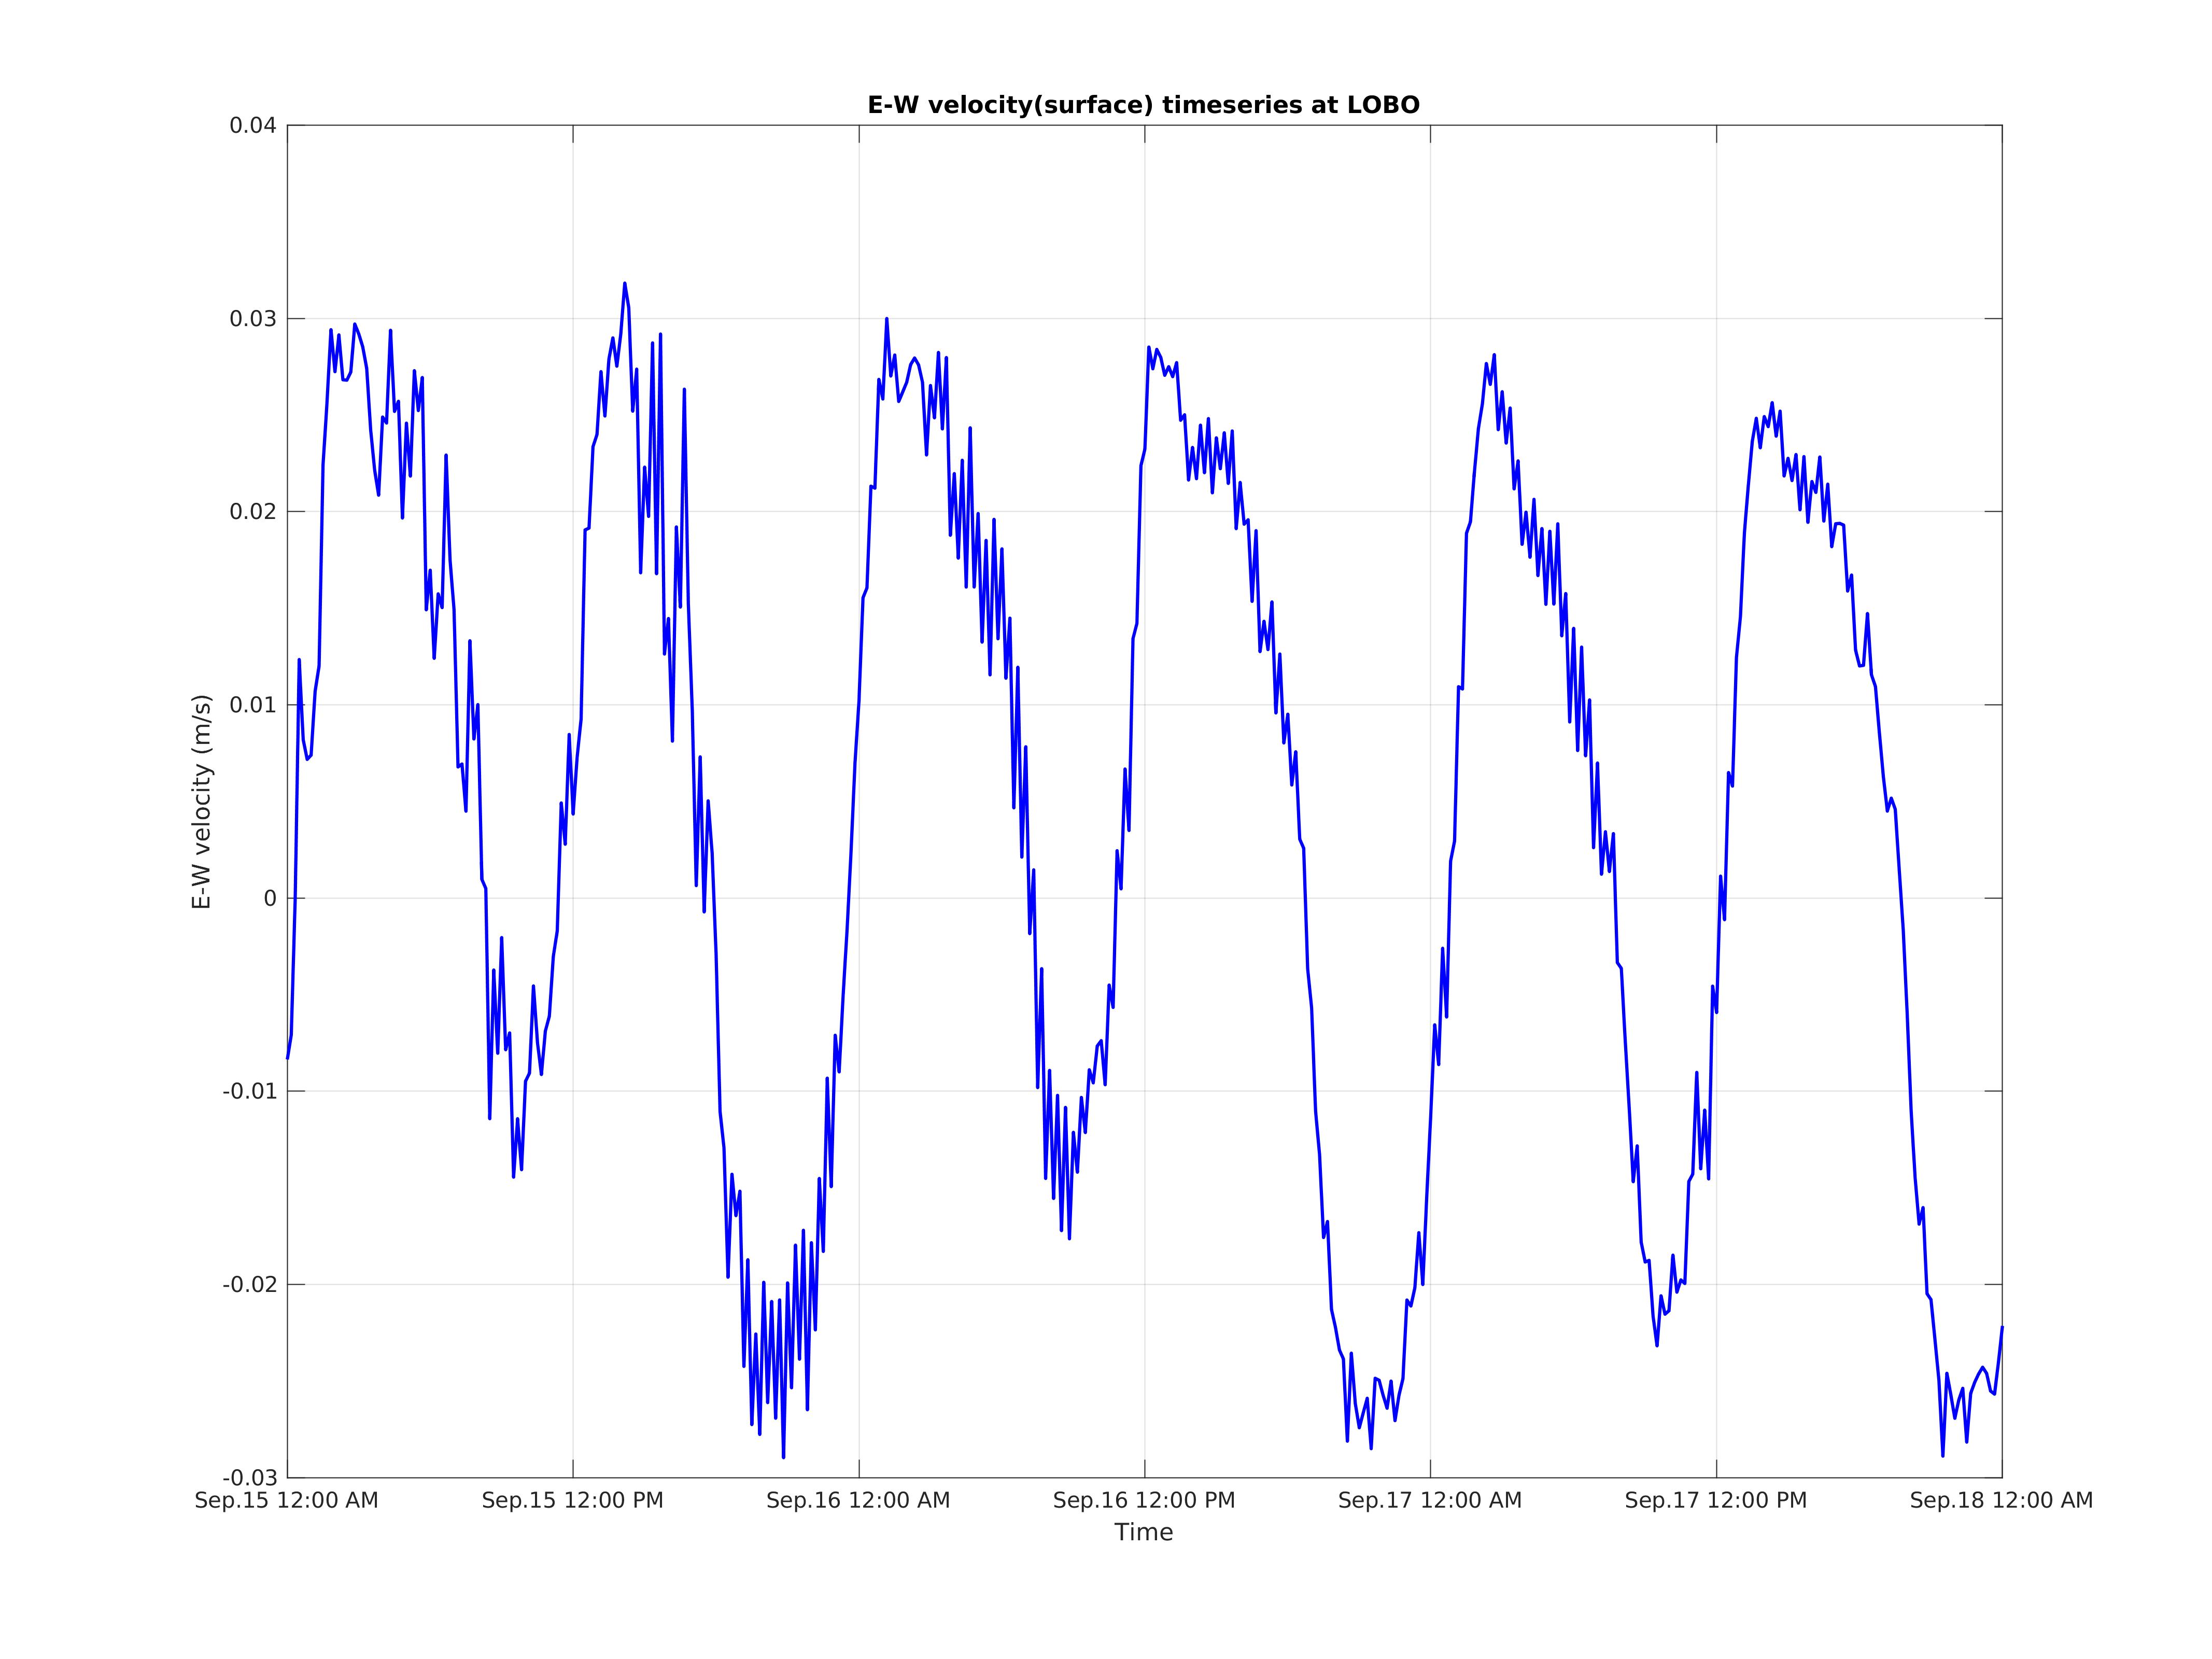 E-W velocity(surface) timeseries at LOBO
0.04
0.03
0.02
0.01
0
-0.01
-0.02
-0.03
E-W velocity (m/s)
Sep.15 12:00 AM Sep.15 12:00 PM Sep.16 12:00 AM Sep.16 12:00 PM Sep.17 12:00 AM Sep.17 12:00 PM Sep.18 12:00 AM
Time